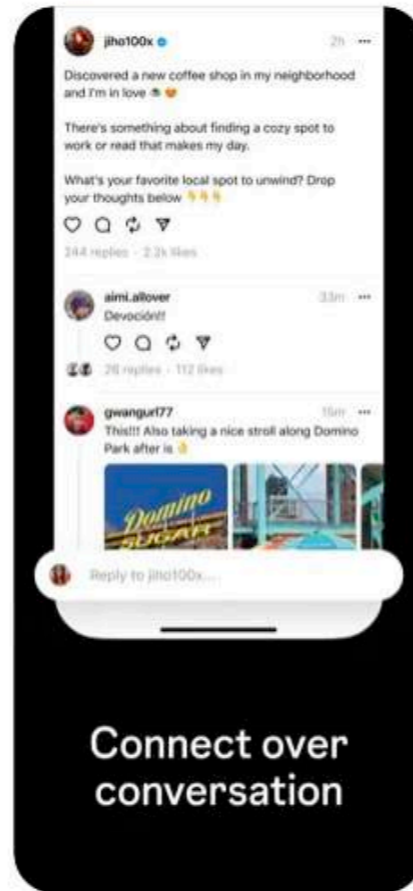 jiho100x
2h
Discovered a new coffee shop in my neighborhood
and I'm in love
There's something about finding a cozy spot to
work or read that makes my day.
What's your favorite local spot to unwind? Drop
your thoughts below
244 replies · 2.2k likes
aimi.allover
33m
Devoción!!
26 replies · 112 likes
gwangurl77
15m
This!!! Also taking a nice stroll along Domino
Park after is
Domino
SUGAR
Reply to jiho100x....
Connect over
conversation